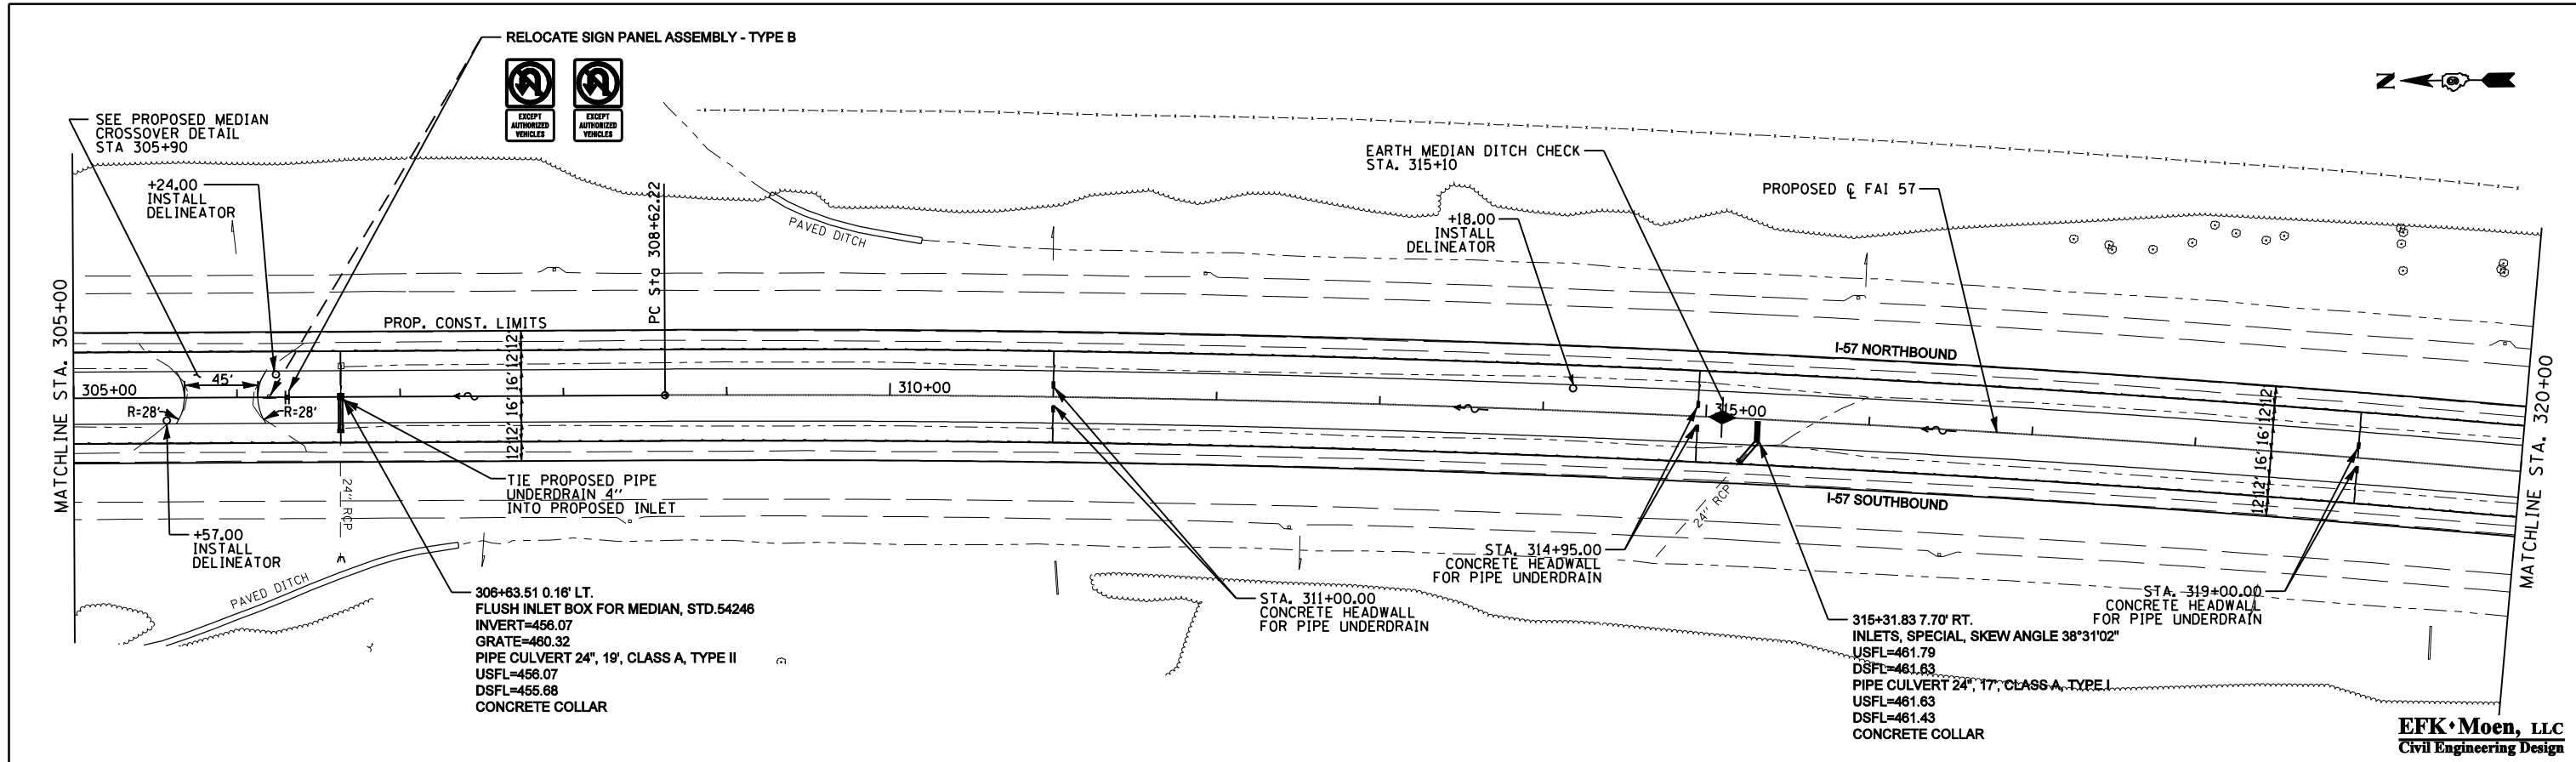 RELOCATE SIGN PANEL ASSEMBLY - TYPE B
EXCEPT
AUTHORIZED
VEHICLES
EXCEPT
AUTHORIZED
VEHICLES
N
SEE PROPOSED MEDIAN
CROSSOVER DETAIL
STA 305+90
+24.00
INSTALL
DELINEATOR
PC Sta 308+62.22
PAVED DITCH
EARTH MEDIAN DITCH CHECK
STA. 315+10
+18.00
INSTALL
DELINEATOR
PROPOSED ℄ FAI 57
MATCHLINE STA. 305+00
PROP. CONST. LIMITS
12' 12' 16' 16' 12' 12'
I-57 NORTHBOUND
305+00
45'
R=28'
R=28'
310+00
315+00
12' 12' 16' 16' 12' 12'
MATCHLINE STA. 320+00
I-57 SOUTHBOUND
24" RCP
24" RCP
TIE PROPOSED PIPE
UNDERDRAIN 4''
INTO PROPOSED INLET
+57.00
INSTALL
DELINEATOR
PAVED DITCH
306+63.51 0.16' LT.
FLUSH INLET BOX FOR MEDIAN, STD.54246
INVERT=456.07
GRATE=460.32
PIPE CULVERT 24", 19', CLASS A, TYPE II
USFL=456.07
DSFL=455.68
CONCRETE COLLAR
STA. 311+00.00
CONCRETE HEADWALL
FOR PIPE UNDERDRAIN
STA. 314+95.00
CONCRETE HEADWALL
FOR PIPE UNDERDRAIN
315+31.83 7.70' RT.
INLETS, SPECIAL, SKEW ANGLE 38°31'02"
USFL=461.79
DSFL=461.63
PIPE CULVERT 24", 17', CLASS A, TYPE I
USFL=461.63
DSFL=461.43
CONCRETE COLLAR
STA. 319+00.00
CONCRETE HEADWALL
FOR PIPE UNDERDRAIN
EFK•Moen, LLC
Civil Engineering Design